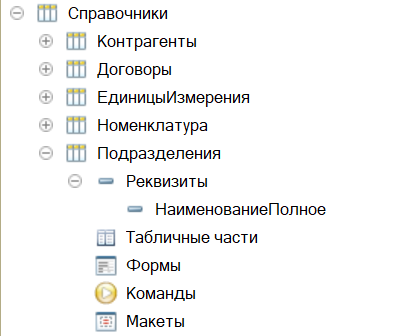 Справочники
Контрагенты
Договоры
ЕдиницыИзмерения
Номенклатура
Подразделения
Реквизиты
НаименованиеПолное
Табличные части
Формы
Команды
Макеты